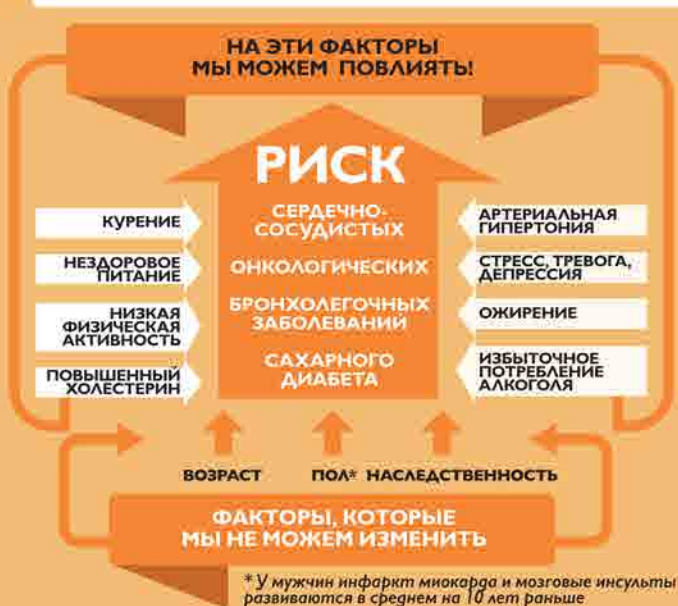 НА ЭТИ ФАКТОРЫ
МЫ МОЖЕМ ПОВЛИЯТЬ!
РИСК
СЕРДЕЧНО-
СОСУДИСТЫХ
ОНКОЛОГИЧЕСКИХ
БРОНХОЛЕГОЧНЫХ
ЗАБОЛЕВАНИЙ
САХАРНОГО
ДИАБЕТА
КУРЕНИЕ
НЕЗДОРОВОЕ
ПИТАНИЕ
НИЗКАЯ
ФИЗИЧЕСКАЯ
АКТИВНОСТЬ
ПОВЫШЕННЫЙ
ХОЛЕСТЕРИН
АРТЕРИАЛЬНАЯ
ГИПЕРТОНИЯ
СТРЕСС, ТРЕВОГА,
ДЕПРЕССИЯ
ОЖИРЕНИЕ
ИЗБЫТОЧНОЕ
ПОТРЕБЛЕНИЕ
АЛКОГОЛЯ
ВОЗРАСТ ПОЛ* НАСЛЕДСТВЕННОСТЬ
ФАКТОРЫ, КОТОРЫЕ
МЫ НЕ МОЖЕМ ИЗМЕНИТЬ
* У мужчин инфаркт миокарда и мозговые инсульты
развиваются в среднем на 10 лет раньше